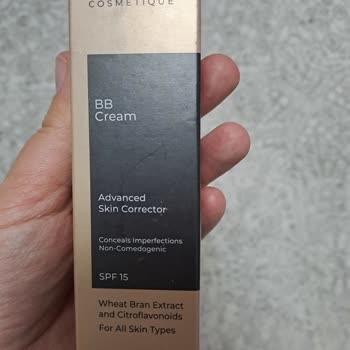 COSMETIQUE
BB
Cream
Advanced
Skin Corrector
Conceals Imperfections
Non-Comedogenic
SPF 15
Wheat Bran Extract
and Citroflavonoids
For All Skin Types